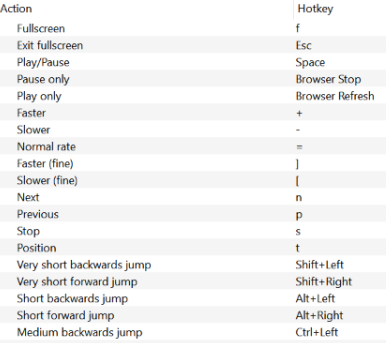 Action Hotkey
Fullscreen f
Exit fullscreen Esc
Play/Pause Space
Pause only Browser Stop
Play only Browser Refresh
Faster +
Slower -
Normal rate =
Faster (fine) ]
Slower (fine) [
Next n
Previous p
Stop s
Position t
Very short backwards jump Shift+Left
Very short forward jump Shift+Right
Short backwards jump Alt+Left
Short forward jump Alt+Right
Medium backwards jump Ctrl+Left